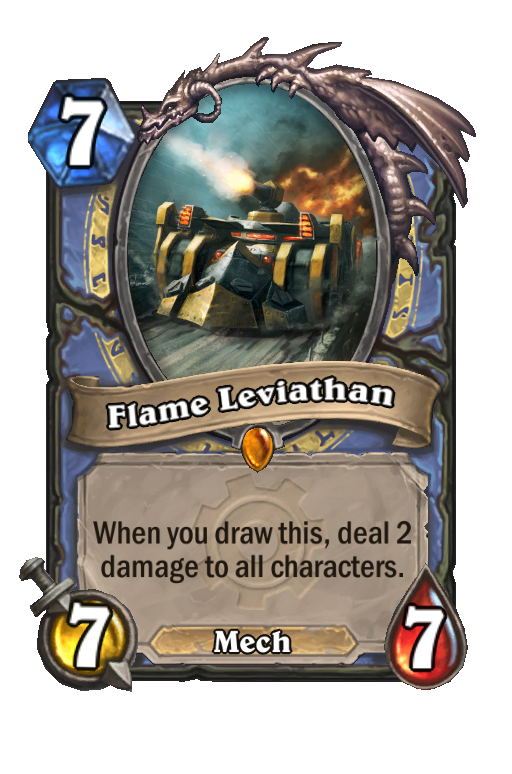 7
Flame Leviathan
When you draw this, deal 2
damage to all characters.
7
Mech
7